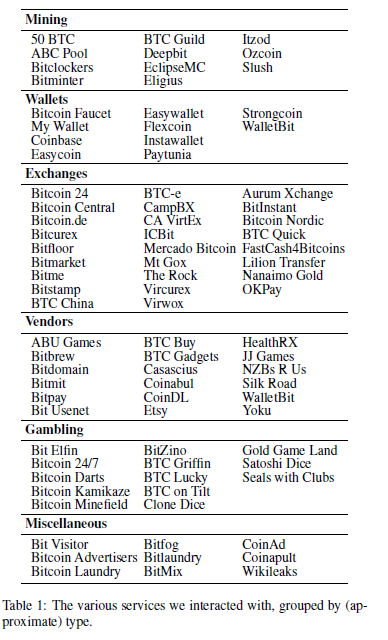 Mining
50 BTC BTC Guild Itzod
ABC Pool Deepbit Ozcoin
Bitclockers EclipseMC Slush
Bitminter Eligius
Wallets
Bitcoin Faucet Easywallet Strongcoin
My Wallet Flexcoin WalletBit
Coinbase Instawallet
Easycoin Paytunia
Exchanges
Bitcoin 24 BTC-e Aurum Xchange
Bitcoin Central CampBX BitInstant
Bitcoin.de CA VirtEx Bitcoin Nordic
Bitcurex ICBit BTC Quick
Bitfloor Mercado Bitcoin FastCash4Bitcoins
Bitmarket Mt Gox Lilion Transfer
Bitme The Rock Nanaimo Gold
Bitstamp Vircurex OKPay
BTC China Virwox
Vendors
ABU Games BTC Buy HealthRX
Bitbrew BTC Gadgets JJ Games
Bitdomain Casascius NZBs R Us
Bitmit Coinabul Silk Road
Bitpay CoinDL WalletBit
Bit Usenet Etsy Yoku
Gambling
Bit Elfin BitZino Gold Game Land
Bitcoin 24/7 BTC Griffin Satoshi Dice
Bitcoin Darts BTC Lucky Seals with Clubs
Bitcoin Kamikaze BTC on Tilt
Bitcoin Minefield Clone Dice
Miscellaneous
Bit Visitor Bitfog CoinAd
Bitcoin Advertisers Bitlaundry Coinapult
Bitcoin Laundry BitMix Wikileaks
Table 1: The various services we interacted with, grouped by (ap-
proximate) type.